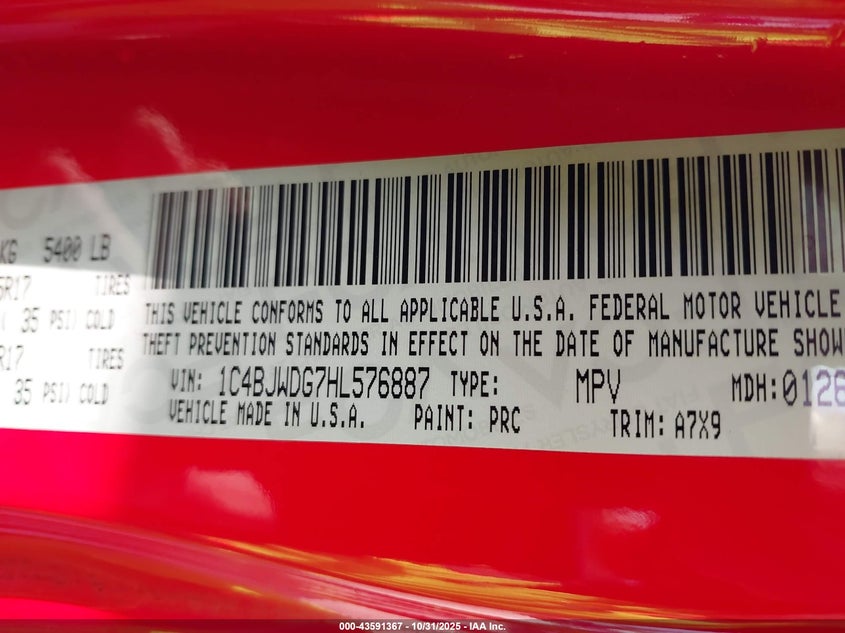 KG 5400 LB
5R17 TIRES
35 PSI) COLD
R17 TIRES
35 PSI) COLD
THIS VEHICLE CONFORMS TO ALL APPLICABLE U.S.A. FEDERAL MOTOR VEHICLE
THEFT PREVENTION STANDARDS IN EFFECT ON THE DATE OF MANUFACTURE SHOW
VIN: 1C4BJWDG7HL576887 TYPE: MPV MDH:0126
VEHICLE MADE IN U.S.A. PAINT: PRC TRIM: A7X9
000-43591367 - 10/31/2025 - IAA Inc.